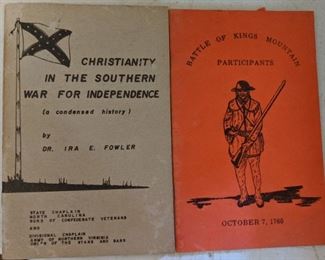 CHRISTIANITY
IN THE SOUTHERN
WAR FOR INDEPENDENCE
(a condensed history)
by
DR. IRA E. FOWLER
STATE CHAPLAIN
NORTH CAROLINA
SONS OF CONFEDERATE VETERANS
AND
DIVISIONAL CHAPLAIN
ARMY OF NORTHERN VIRGINIA
ORDER OF THE STARS AND BARS
BATTLE OF KINGS MOUNTAIN
PARTICIPANTS
OCTOBER 7, 1780